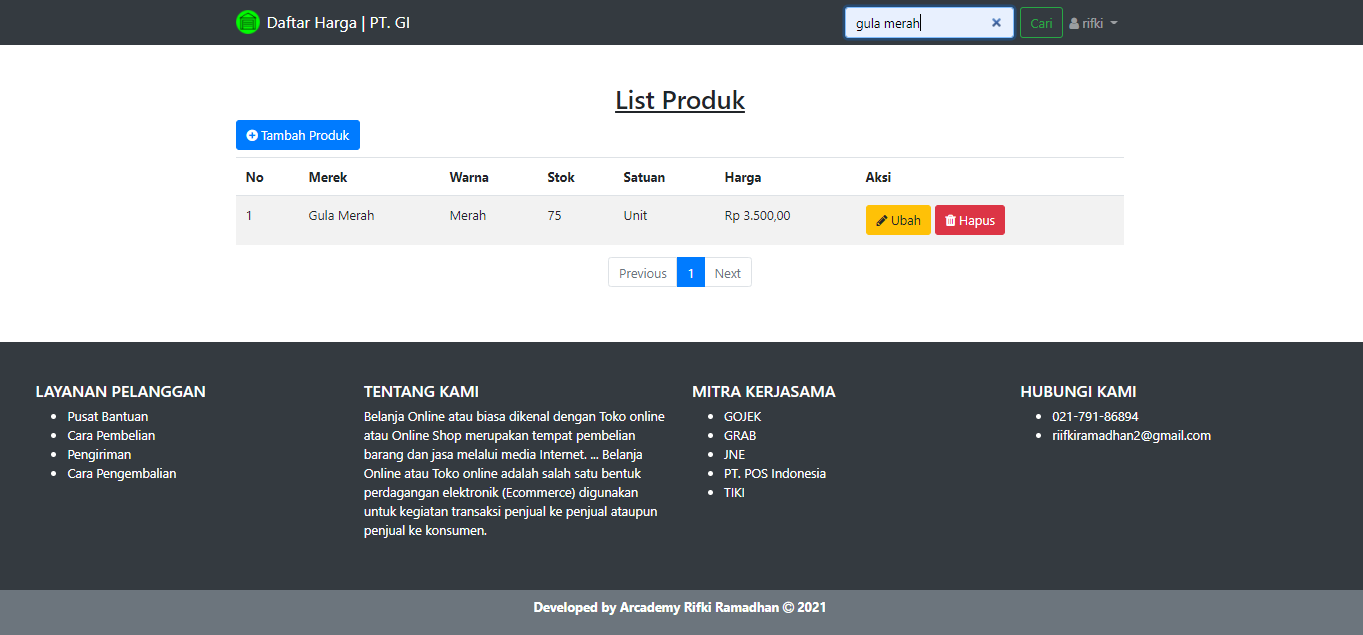 Daftar Harga | PT. GI
gula merah
Cari
rifki
List Produk
Tambah Produk
No Merek Warna Stok Satuan Harga Aksi
1 Gula Merah Merah 75 Unit Rp 3.500,00 Ubah Hapus
Previous 1 Next
LAYANAN PELANGGAN
Pusat Bantuan
Cara Pembelian
Pengiriman
Cara Pengembalian
TENTANG KAMI
Belanja Online atau biasa dikenal dengan Toko online
atau Online Shop merupakan tempat pembelian
barang dan jasa melalui media Internet. ... Belanja
Online atau Toko online adalah salah satu bentuk
perdagangan elektronik (Ecommerce) digunakan
untuk kegiatan transaksi penjual ke penjual ataupun
penjual ke konsumen.
MITRA KERJASAMA
GOJEK
GRAB
JNE
PT. POS Indonesia
TIKI
HUBUNGI KAMI
021-791-86894
riifkiramadhan2@gmail.com
Developed by Arcademy Rifki Ramadhan © 2021